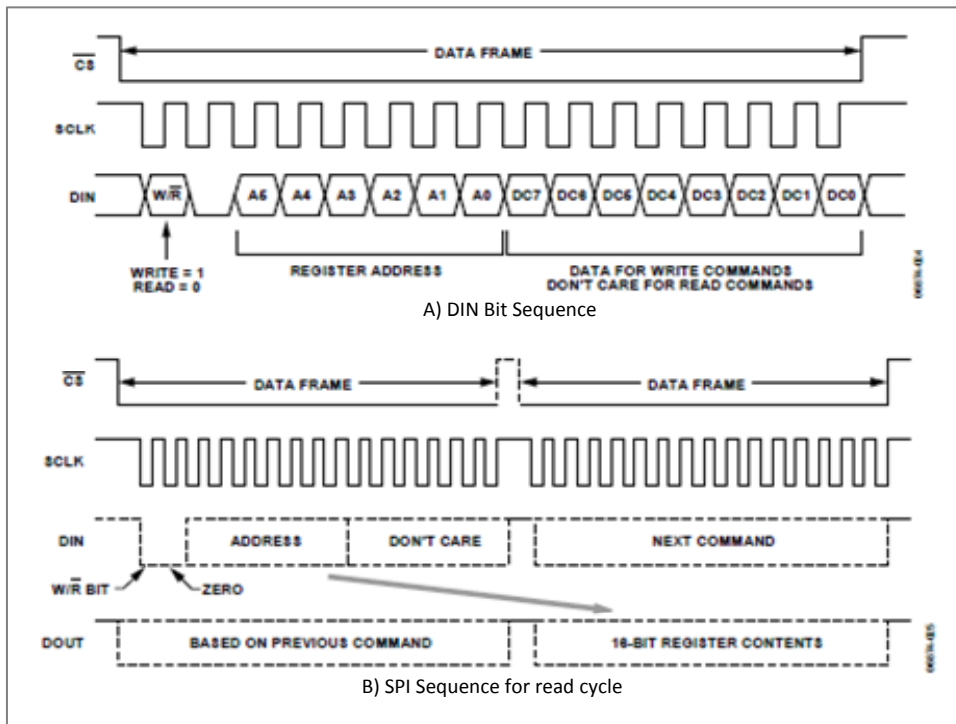 CS
DATA FRAME
SCLK
DIN
W/R A5 A4 A3 A2 A1 A0 DC7 DC6 DC5 DC4 DC3 DC2 DC1 DC0
WRITE = 1
READ = 0
REGISTER ADDRESS
DATA FOR WRITE COMMANDS
DON'T CARE FOR READ COMMANDS
A) DIN Bit Sequence
CS
DATA FRAME DATA FRAME
SCLK
DIN
ADDRESS DON'T CARE NEXT COMMAND
W/R BIT ZERO
DOUT
BASED ON PREVIOUS COMMAND 16-BIT REGISTER CONTENTS
B) SPI Sequence for read cycle